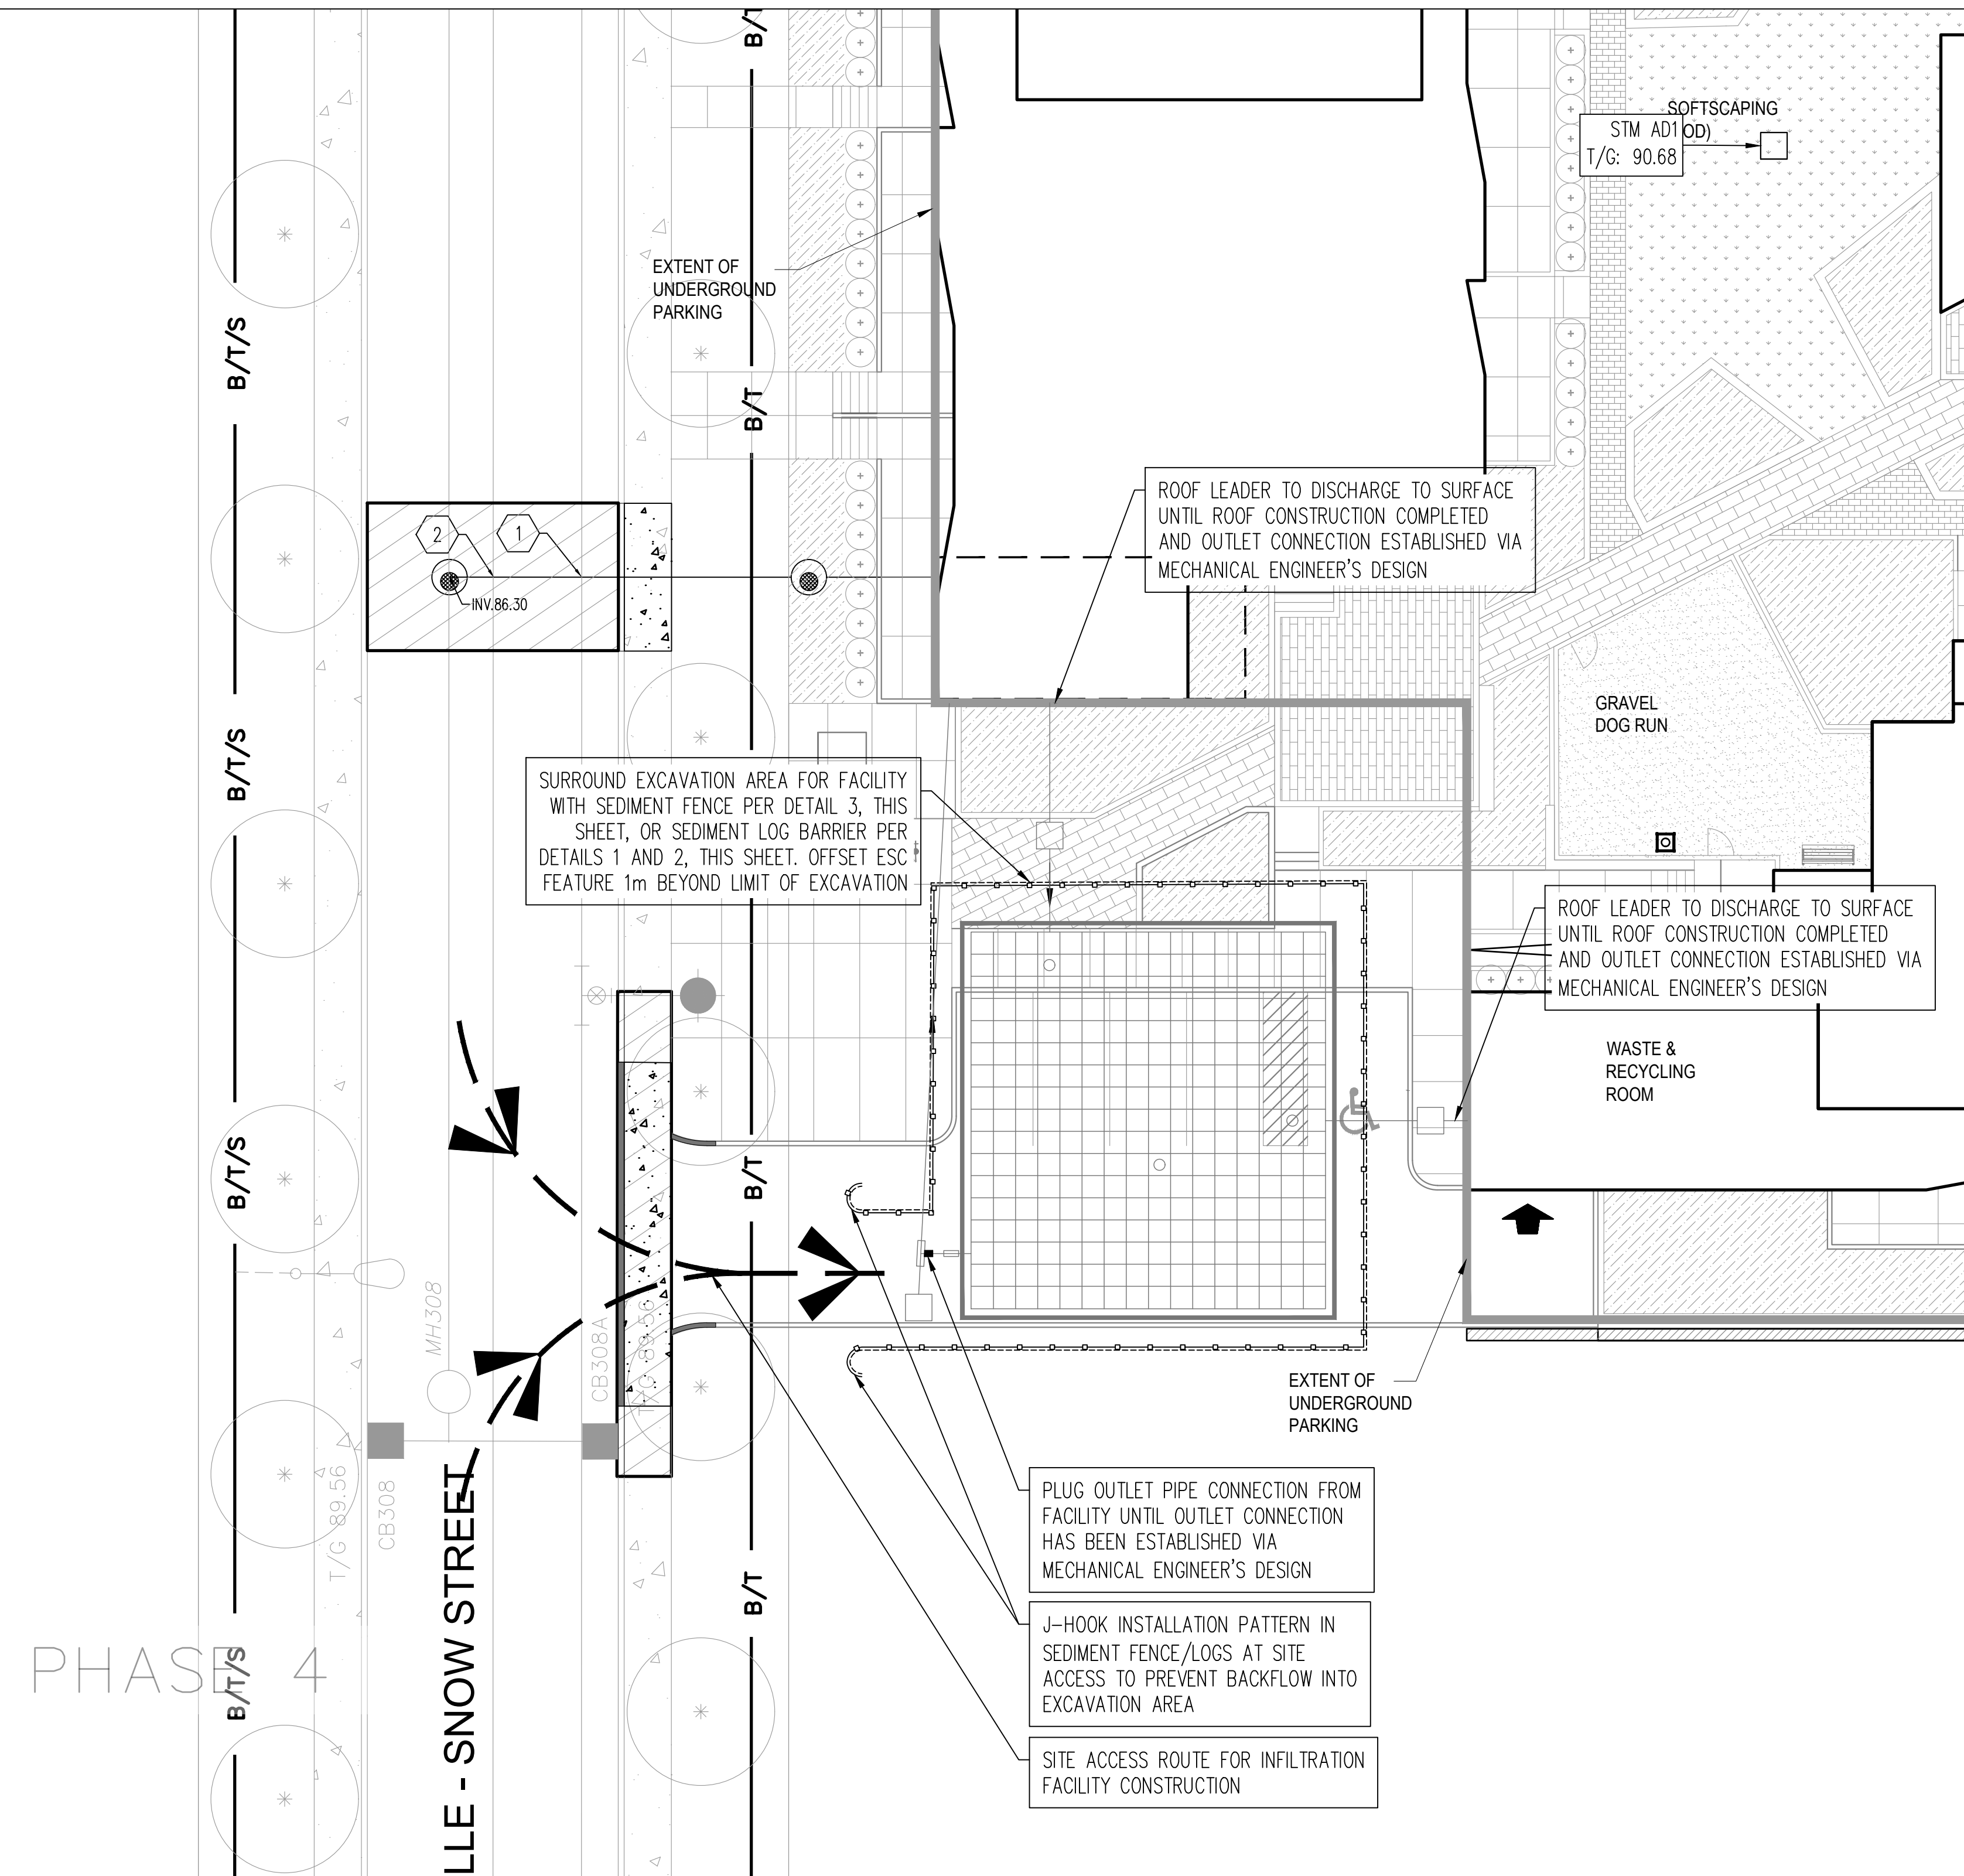 B/T
SOFTSCAPING
OD)
STM AD1
T/G: 90.68
EXTENT OF
UNDERGROUND
PARKING
B/T/S
B/T
ROOF LEADER TO DISCHARGE TO SURFACE
UNTIL ROOF CONSTRUCTION COMPLETED
AND OUTLET CONNECTION ESTABLISHED VIA
MECHANICAL ENGINEER'S DESIGN
2
1
INV.86.30
GRAVEL
DOG RUN
B/T/S
SURROUND EXCAVATION AREA FOR FACILITY
WITH SEDIMENT FENCE PER DETAIL 3, THIS
SHEET, OR SEDIMENT LOG BARRIER PER
DETAILS 1 AND 2, THIS SHEET. OFFSET ESC
FEATURE 1m BEYOND LIMIT OF EXCAVATION
ROOF LEADER TO DISCHARGE TO SURFACE
UNTIL ROOF CONSTRUCTION COMPLETED
AND OUTLET CONNECTION ESTABLISHED VIA
MECHANICAL ENGINEER'S DESIGN
WASTE &
RECYCLING
ROOM
B/T/S
B/T
MH308
CB308A
T/G 89.56
EXTENT OF
UNDERGROUND
PARKING
T/G 89.56
CB308
PLUG OUTLET PIPE CONNECTION FROM
FACILITY UNTIL OUTLET CONNECTION
HAS BEEN ESTABLISHED VIA
MECHANICAL ENGINEER'S DESIGN
B/T
J-HOOK INSTALLATION PATTERN IN
SEDIMENT FENCE/LOGS AT SITE
ACCESS TO PREVENT BACKFLOW INTO
EXCAVATION AREA
PHASE 4
B/T/S
LLE - SNOW STREET
SITE ACCESS ROUTE FOR INFILTRATION
FACILITY CONSTRUCTION